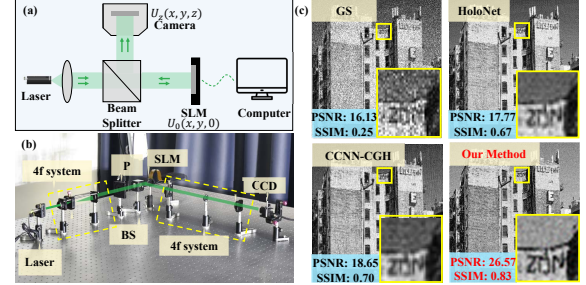 (a)
U_z(x, y, z)
Camera
Laser
Beam
Splitter
SLM
U_0(x, y, 0)
Computer
(b)
4f system
P
SLM
CCD
BS
4f system
Laser
(c)
GS
PSNR: 16.13
SSIM: 0.25
HoloNet
PSNR: 17.77
SSIM: 0.67
CCNN-CGH
PSNR: 18.65
SSIM: 0.70
Our Method
PSNR: 26.57
SSIM: 0.83